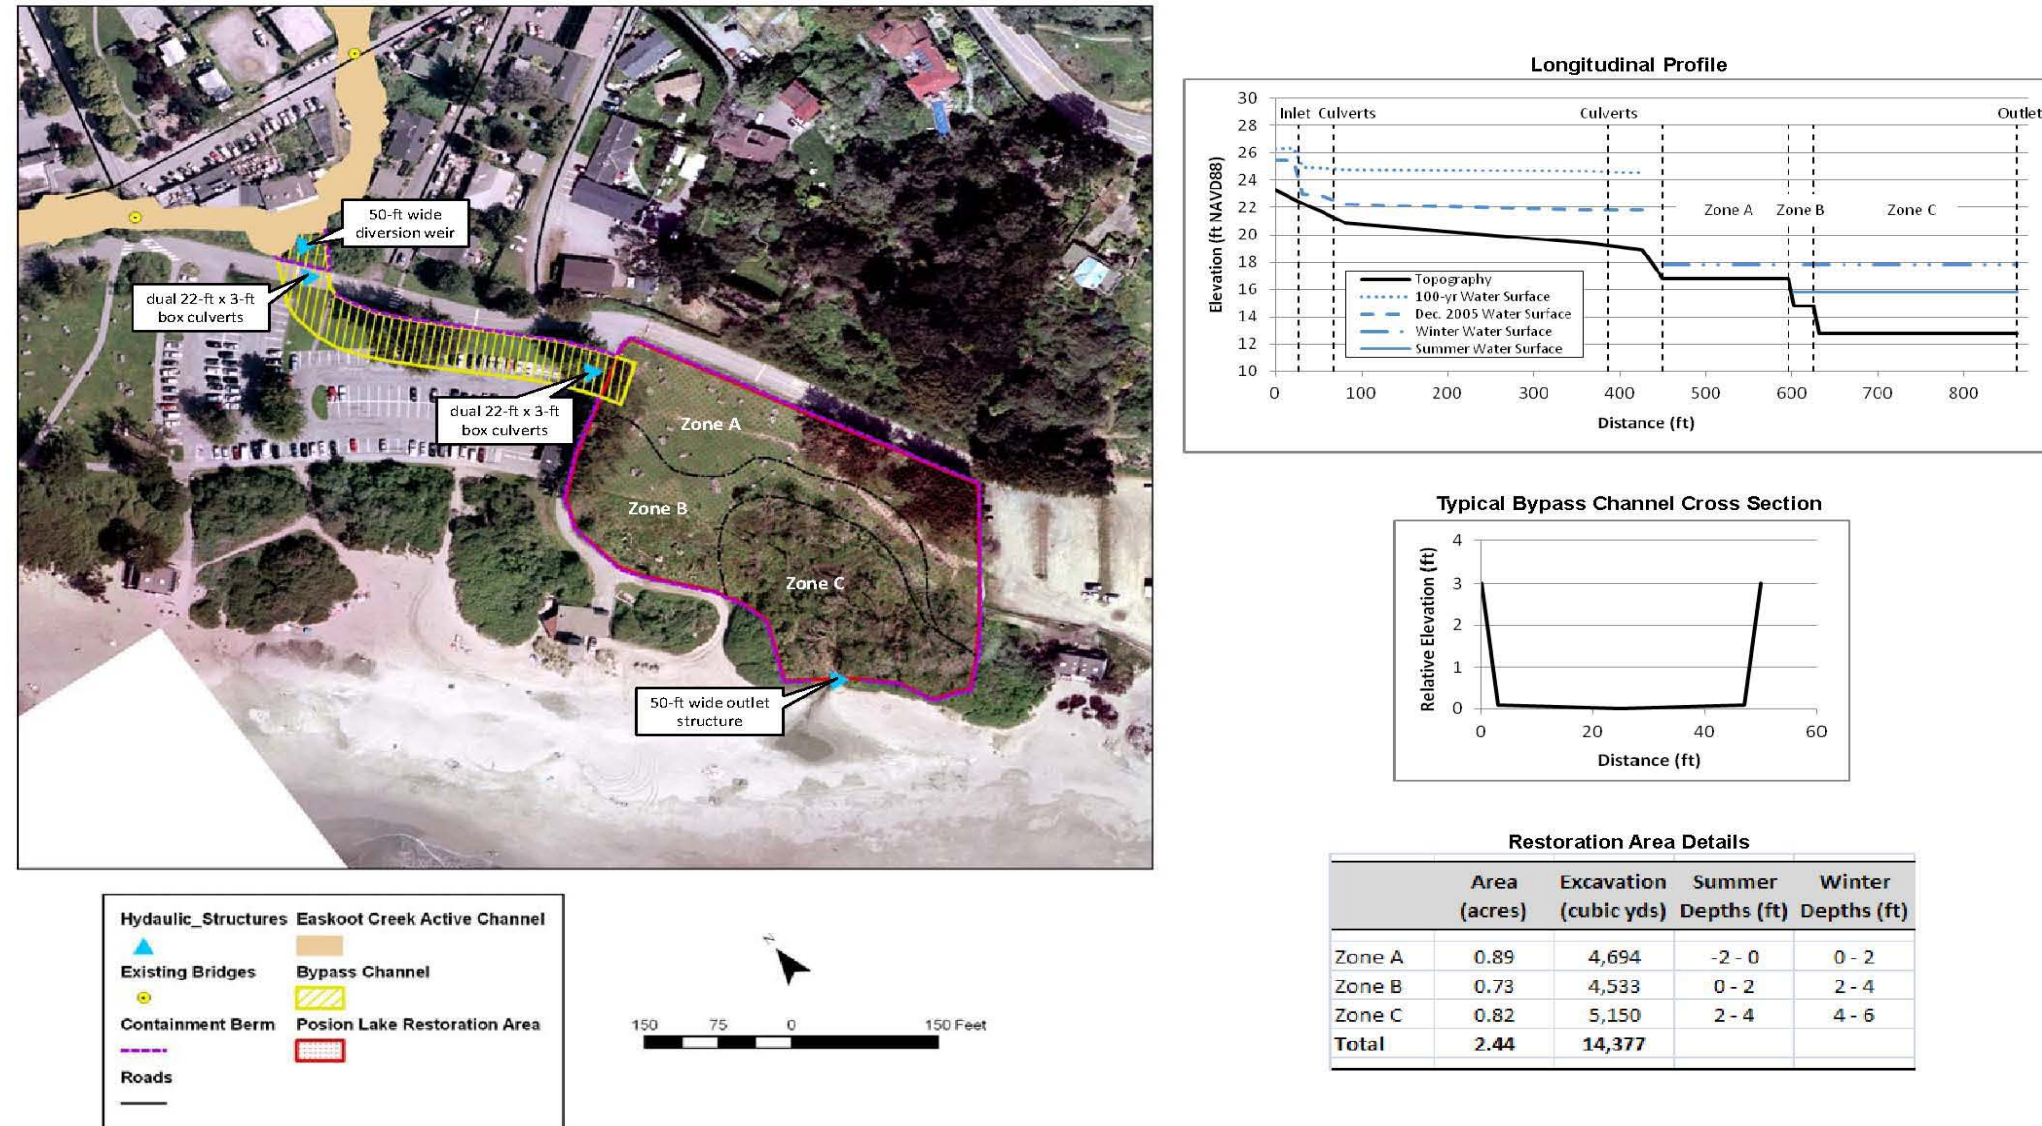 50-ft wide
diversion weir
dual 22-ft x 3-ft
box culverts
dual 22-ft x 3-ft
box culverts
Zone A
Zone B
Zone C
50-ft wide outlet
structure
Hydaulic_Structures Easkoot Creek Active Channel
Existing Bridges Bypass Channel
Containment Berm Posion Lake Restoration Area
Roads
N
150 75 0 150 Feet
Longitudinal Profile
Elevation (ft NAVD88)
30
28
26
24
22
20
18
16
14
12
10
Inlet Culverts Culverts Outlet
Zone A Zone B Zone C
Topography
100-yr Water Surface
Dec. 2005 Water Surface
Winter Water Surface
Summer Water Surface
0 100 200 300 400 500 600 700 800
Distance (ft)
Typical Bypass Channel Cross Section
Relative Elevation (ft)
4
3
2
1
0
0 20 40 60
Distance (ft)
Restoration Area Details
Area Excavation Summer Winter
(acres) (cubic yds) Depths (ft) Depths (ft)
Zone A 0.89 4,694 -2 - 0 0 - 2
Zone B 0.73 4,533 0 - 2 2 - 4
Zone C 0.82 5,150 2 - 4 4 - 6
Total 2.44 14,377